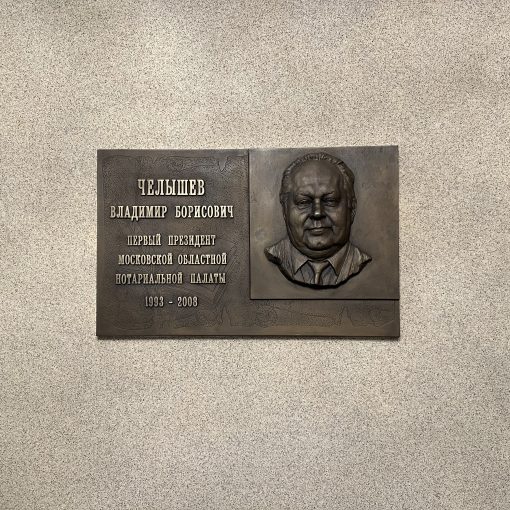 ЧЕЛЫШЕВ
ВЛАДИМИР БОРИСОВИЧ
ПЕРВЫЙ ПРЕЗИДЕНТ
МОСКОВСКОЙ ОБЛАСТНОЙ
НОТАРИАЛЬНОЙ ПАЛАТЫ
1993 - 2008